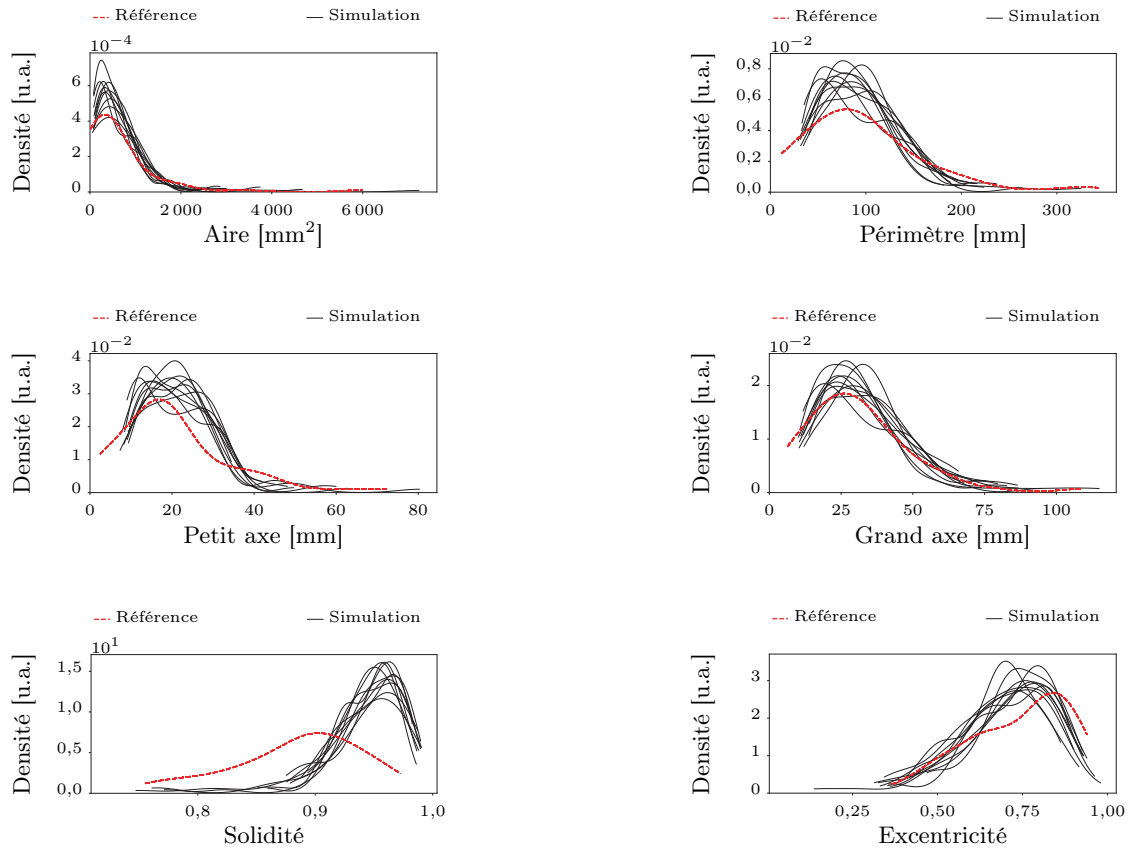 Référence Simulation
10⁻⁴
Densité [u.a.]
6
4
2
0
0 2 000 4 000 6 000
Aire [mm²]
Référence Simulation
10⁻²
Densité [u.a.]
0,8
0,6
0,4
0,2
0,0
0 100 200 300
Périmètre [mm]
Référence Simulation
10⁻²
Densité [u.a.]
4
3
2
1
0
0 20 40 60 80
Petit axe [mm]
Référence Simulation
10⁻²
Densité [u.a.]
2
1
0
0 25 50 75 100
Grand axe [mm]
Référence Simulation
10¹
Densité [u.a.]
1,5
1,0
0,5
0,0
0,8 0,9 1,0
Solidité
Référence Simulation
Densité [u.a.]
3
2
1
0
0,25 0,50 0,75 1,00
Excentricité